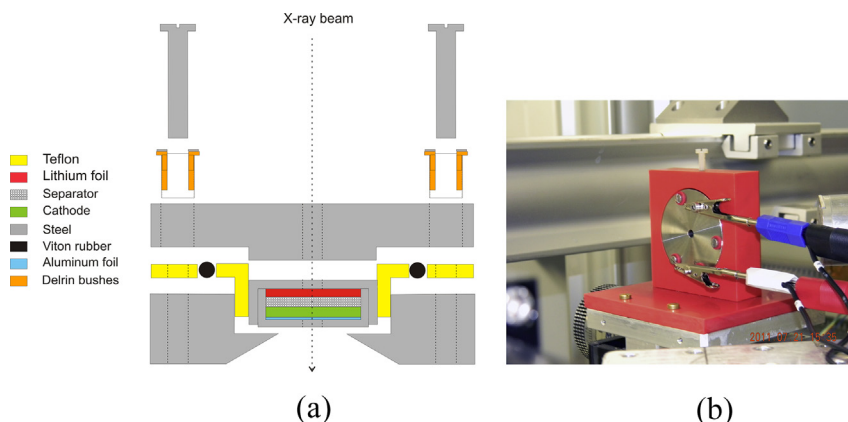 X-ray beam
Teflon
Lithium foil
Separator
Cathode
Steel
Viton rubber
Aluminum foil
Delrin bushes
(a)
(b)